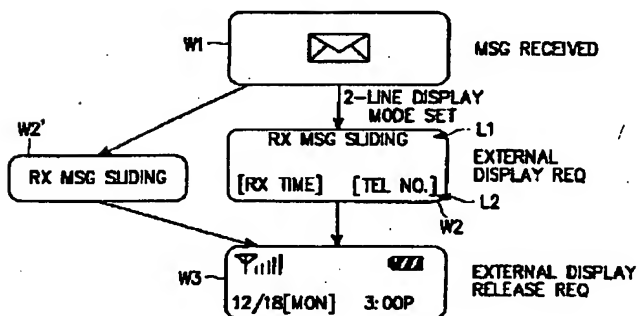 W1
MSG RECEIVED
2-LINE DISPLAY
MODE SET
W2'
RX MSG SLIDING
RX MSG SLIDING
L1
[RX TIME] [TEL NO.]
EXTERNAL
DISPLAY REQ
L2
W2
W3
12/18[MON] 3:00P
EXTERNAL DISPLAY
RELEASE REQ